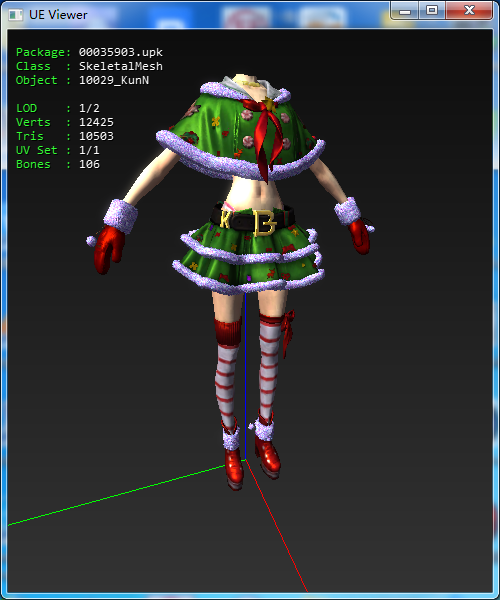 UE Viewer
Package: 00035903.upk
Class : SkeletalMesh
Object : 10029_KunN
LOD : 1/2
Verts : 12425
Tris : 10503
UV Set : 1/1
Bones : 106
K B